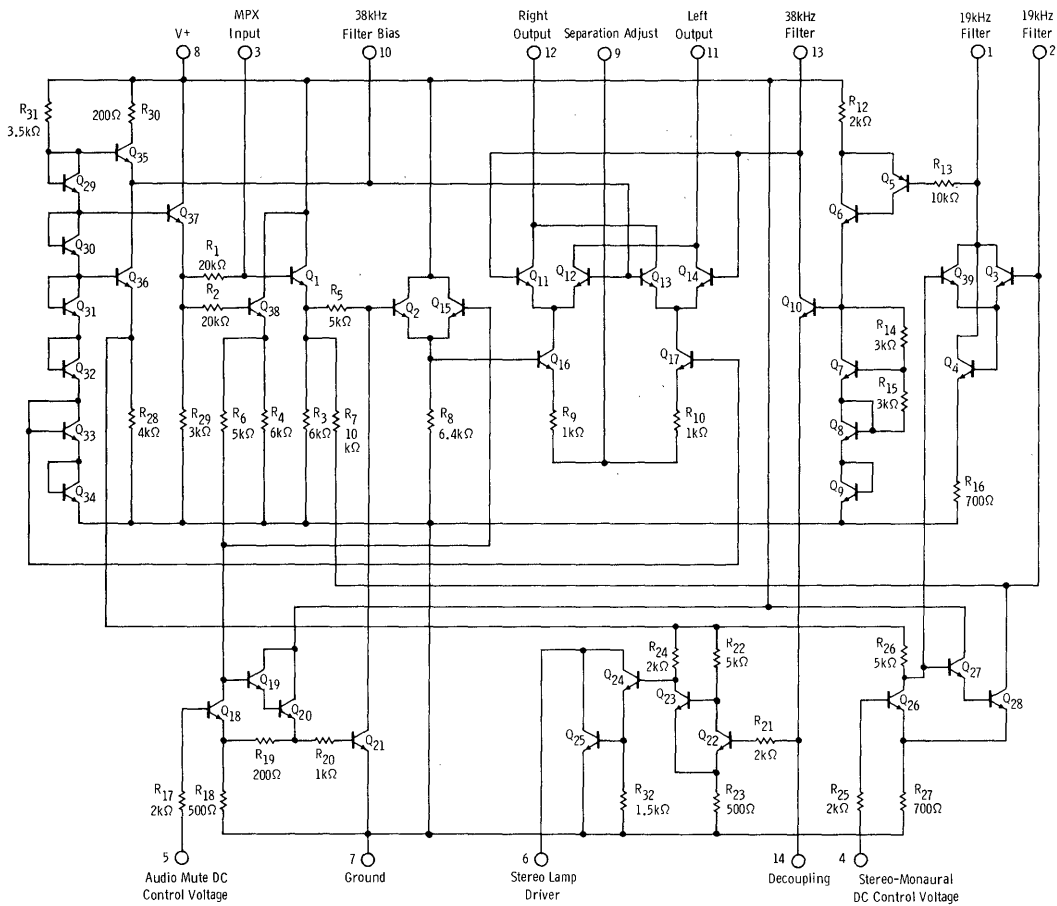 MPX
Input
38kHz
Filter Bias
Right
Output
Separation Adjust
Left
Output
38kHz
Filter
19kHz
Filter
19kHz
Filter
V+
8
3
10
12
9
11
13
1
2
R31
3.5kΩ
200Ω
R30
R12
2kΩ
Q35
Q29
Q5
R13
10kΩ
Q37
Q6
Q30
R1
20kΩ
Q36
Q1
Q11
Q12
Q13
Q14
Q39
Q3
Q31
R2
20kΩ
Q38
R5
5kΩ
Q2
Q15
Q10
R14
3kΩ
Q32
Q16
Q17
Q7
Q4
R15
3kΩ
Q33
R28
4kΩ
R29
3kΩ
R6
5kΩ
R4
6kΩ
R3
6kΩ
R7
10
kΩ
R8
6.4kΩ
R9
1kΩ
R10
1kΩ
Q8
Q34
Q9
R16
700Ω
R24
2kΩ
R22
5kΩ
R26
5kΩ
Q19
Q24
Q27
Q18
Q20
Q23
Q26
Q28
Q21
Q25
Q22
R21
2kΩ
R19
200Ω
R20
1kΩ
R17
2kΩ
R18
500Ω
R32
1.5kΩ
R23
500Ω
R25
2kΩ
R27
700Ω
5
7
6
14
4
Audio Mute DC
Control Voltage
Ground
Stereo Lamp
Driver
Decoupling
Stereo-Monaural
DC Control Voltage